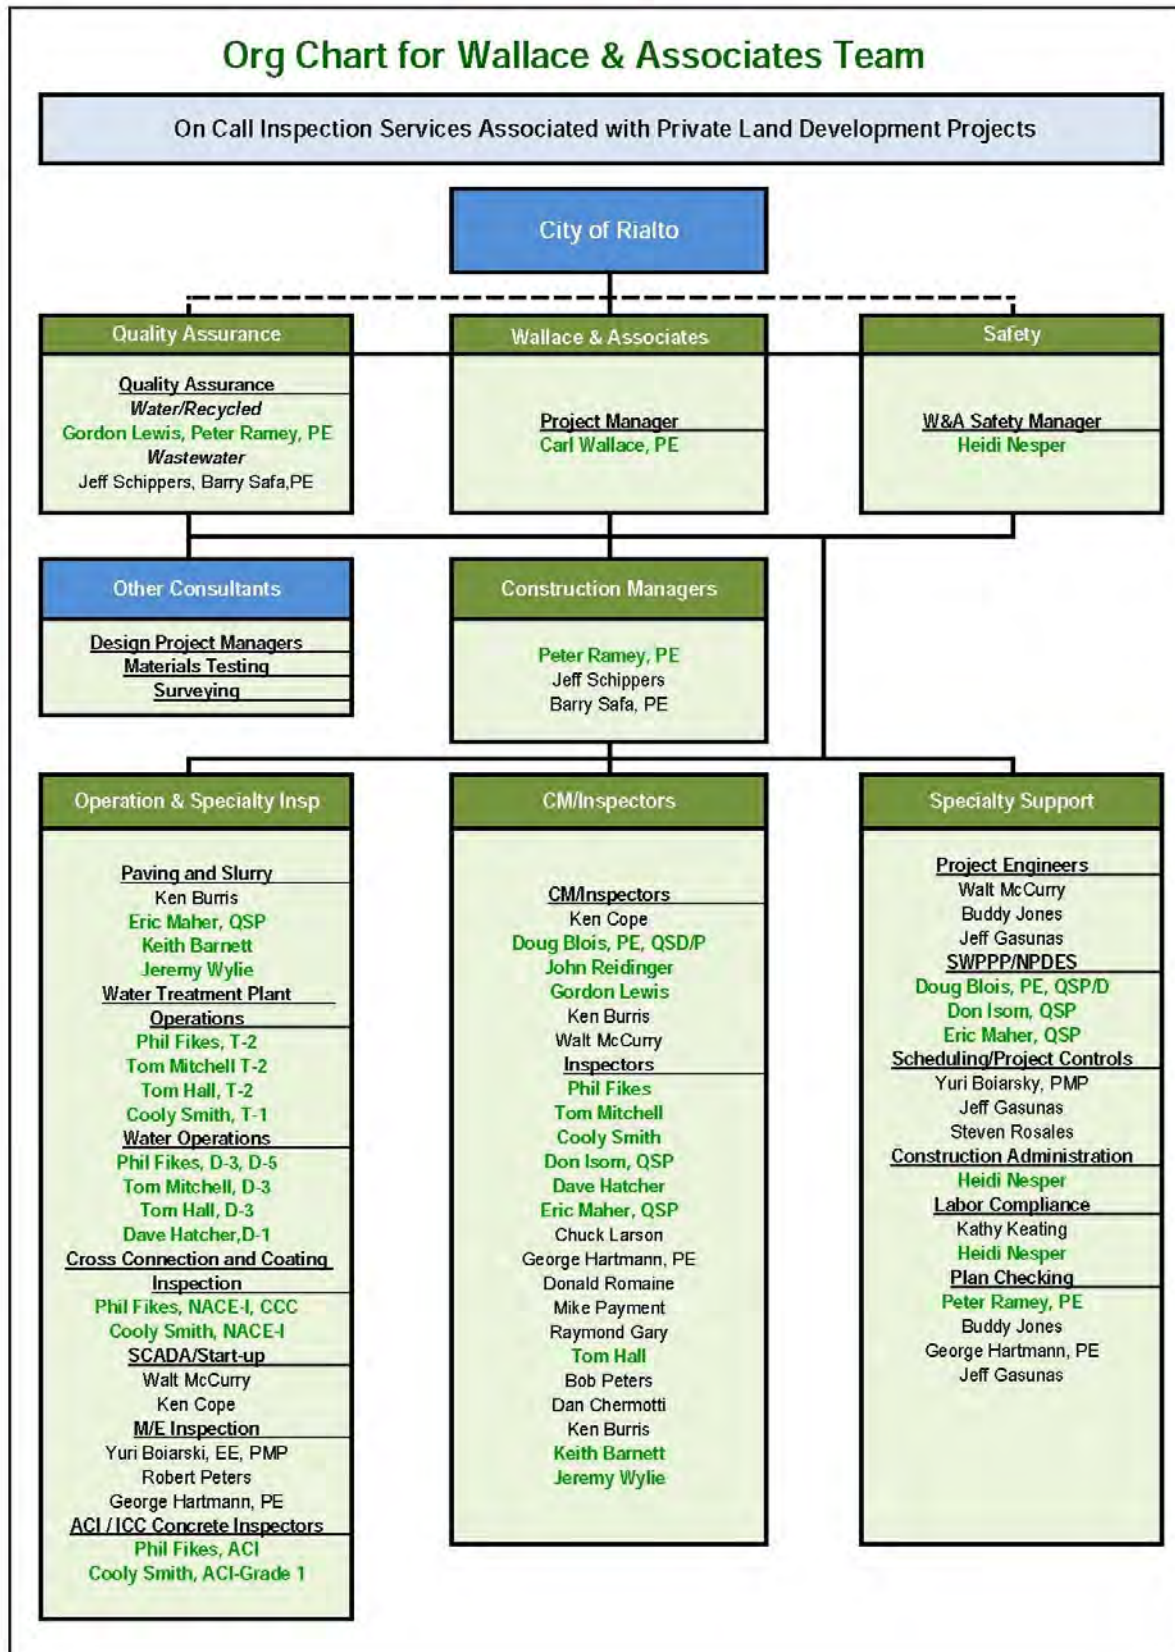 Org Chart for Wallace & Associates Team
On Call Inspection Services Associated with Private Land Development Projects
City of Rialto
Quality Assurance
Quality Assurance
Water/Recycled
Gordon Lewis, Peter Ramey, PE
Wastewater
Jeff Schippers, Barry Safa,PE
Wallace & Associates
Project Manager
Carl Wallace, PE
Safety
W&A Safety Manager
Heidi Nesper
Other Consultants
Design Project Managers
Materials Testing
Surveying
Construction Managers
Peter Ramey, PE
Jeff Schippers
Barry Safa, PE
Operation & Specialty Insp
Paving and Slurry
Ken Burris
Eric Maher, QSP
Keith Barnett
Jeremy Wylie
Water Treatment Plant
Operations
Phil Fikes, T-2
Tom Mitchell T-2
Tom Hall, T-2
Cooly Smith, T-1
Water Operations
Phil Fikes, D-3, D-5
Tom Mitchell, D-3
Tom Hall, D-3
Dave Hatcher,D-1
Cross Connection and Coating
Inspection
Phil Fikes, NACE-I, CCC
Cooly Smith, NACE-I
SCADA/Start-up
Walt McCurry
Ken Cope
M/E Inspection
Yuri Boiarski, EE, PMP
Robert Peters
George Hartmann, PE
ACI / ICC Concrete Inspectors
Phil Fikes, ACI
Cooly Smith, ACI-Grade 1
CM/Inspectors
CM/Inspectors
Ken Cope
Doug Blois, PE, QSD/P
John Reidinger
Gordon Lewis
Ken Burris
Walt McCurry
Inspectors
Phil Fikes
Tom Mitchell
Cooly Smith
Don Isom, QSP
Dave Hatcher
Eric Maher, QSP
Chuck Larson
George Hartmann, PE
Donald Romaine
Mike Payment
Raymond Gary
Tom Hall
Bob Peters
Dan Chermotti
Ken Burris
Keith Barnett
Jeremy Wylie
Specialty Support
Project Engineers
Walt McCurry
Buddy Jones
Jeff Gasunas
SWPPP/NPDES
Doug Blois, PE, QSP/D
Don Isom, QSP
Eric Maher, QSP
Scheduling/Project Controls
Yuri Boiarsky, PMP
Jeff Gasunas
Steven Rosales
Construction Administration
Heidi Nesper
Labor Compliance
Kathy Keating
Heidi Nesper
Plan Checking
Peter Ramey, PE
Buddy Jones
George Hartmann, PE
Jeff Gasunas